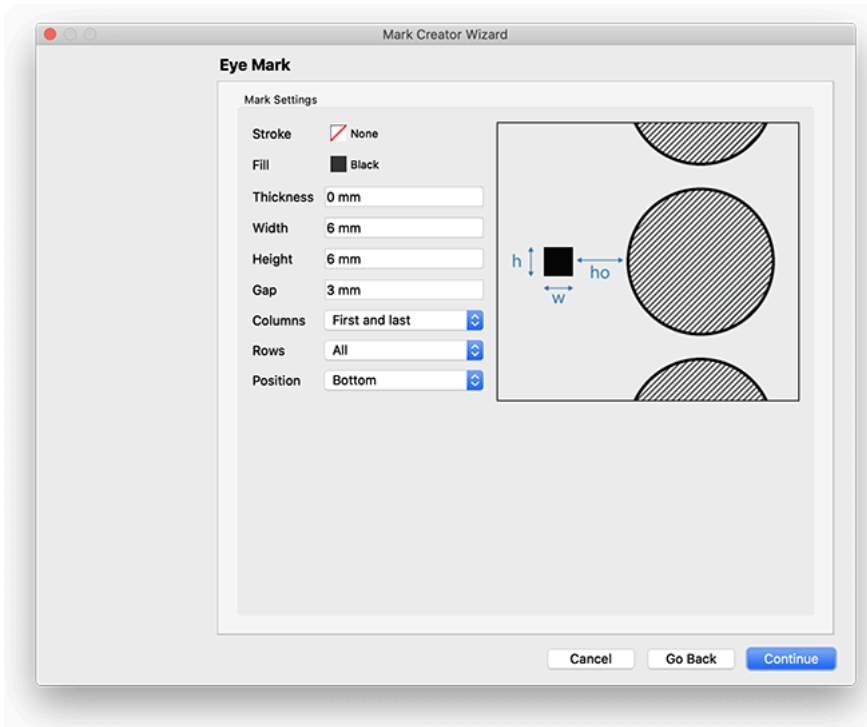 Mark Creator Wizard
Eye Mark
Mark Settings
Stroke None
Fill Black
Thickness 0 mm
Width 6 mm
Height 6 mm
Gap 3 mm
Columns First and last
Rows All
Position Bottom
h
ho
w
Cancel Go Back Continue